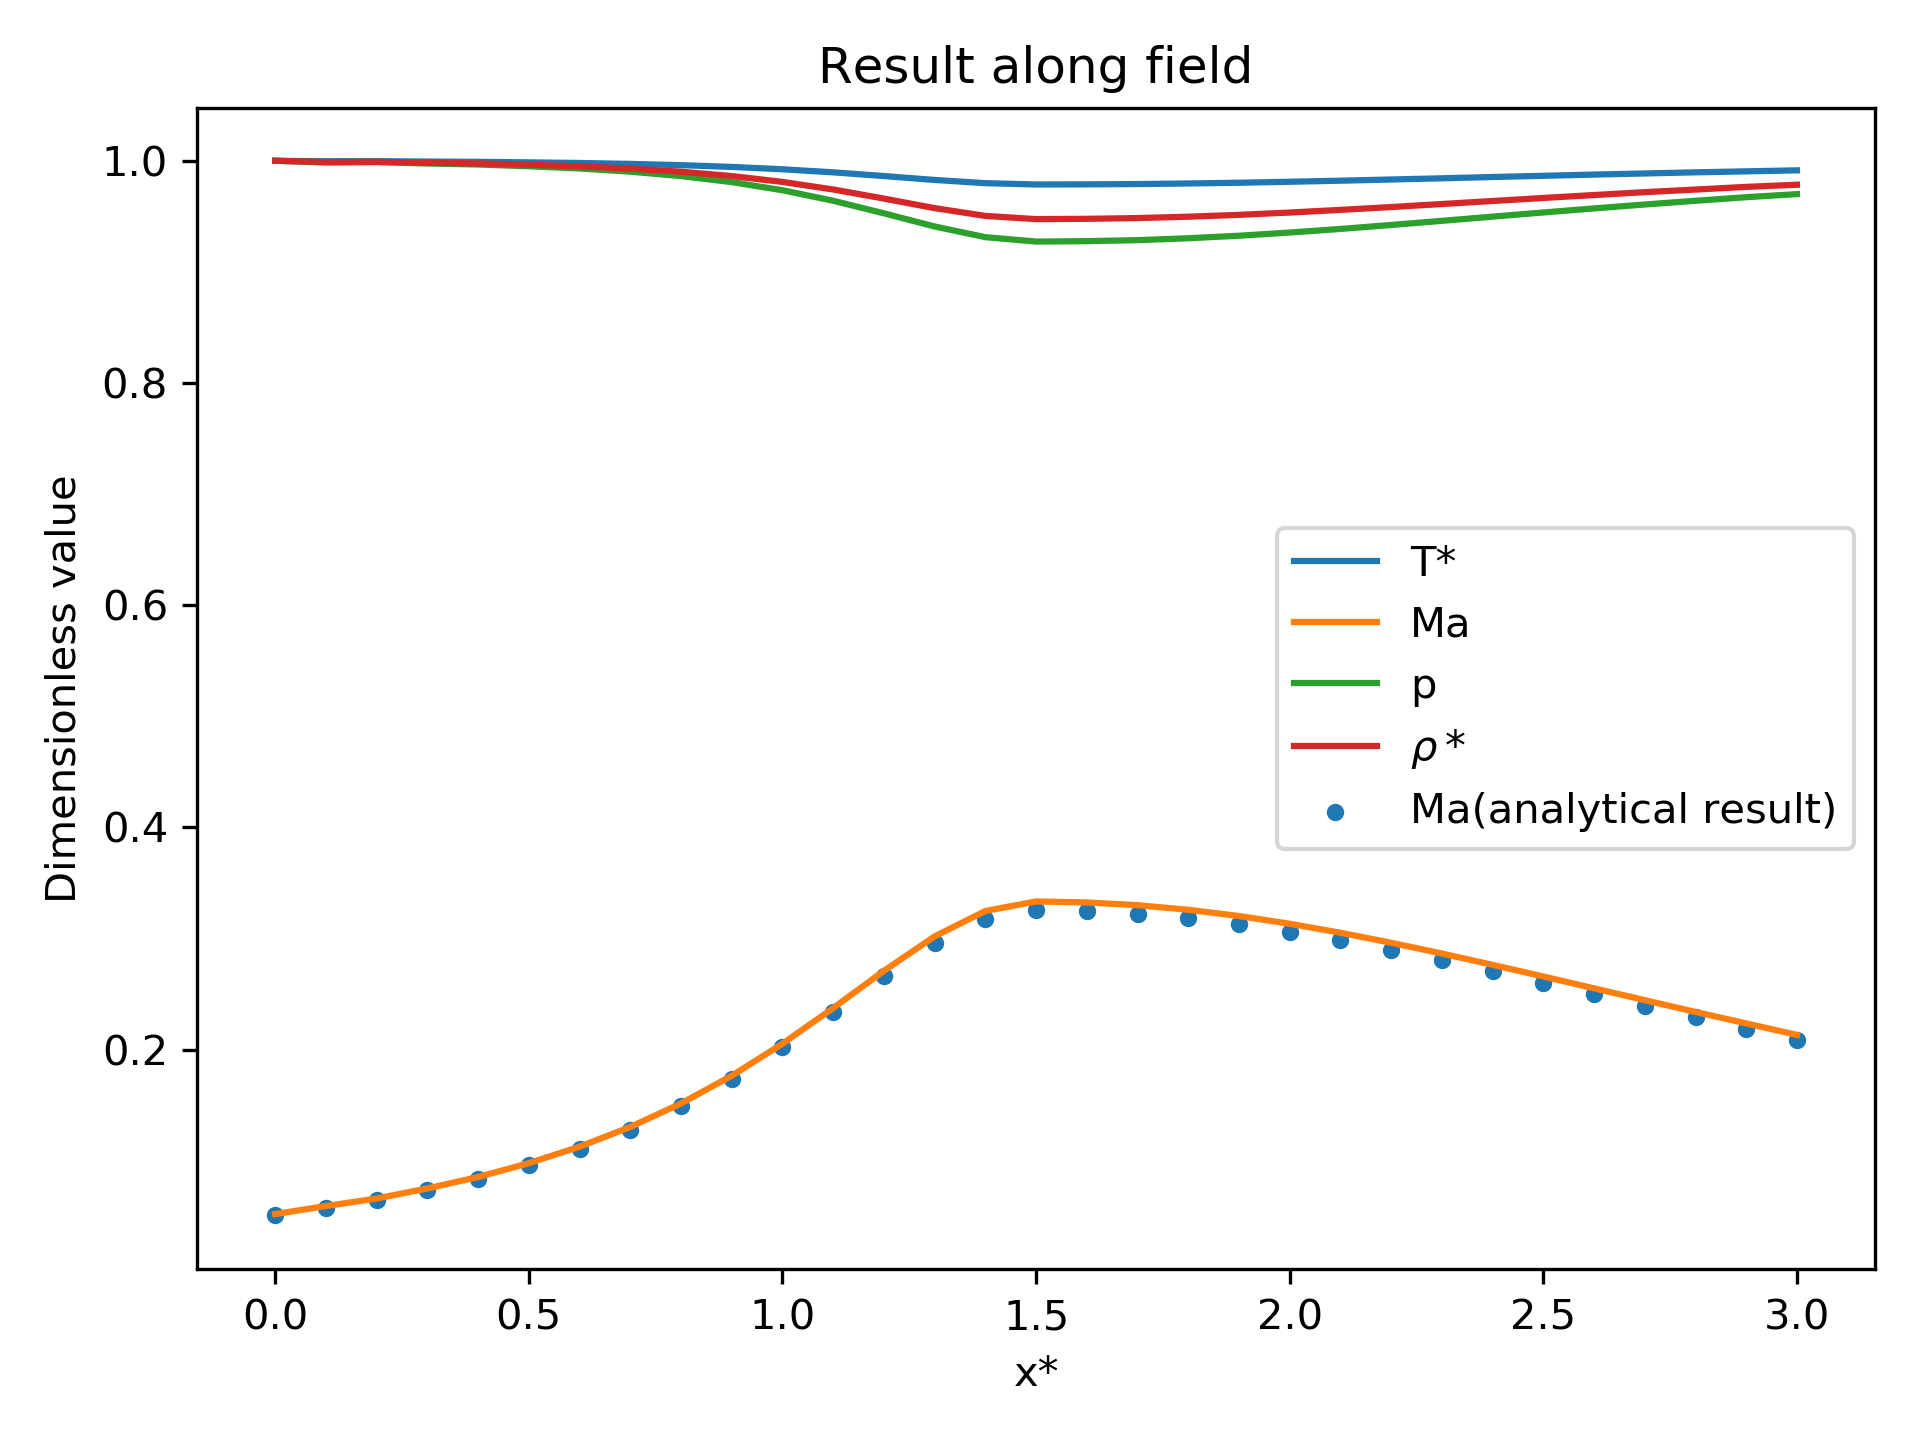 Result along field
Dimensionless value
1.0
0.8
0.6
0.4
0.2
T*
Ma
p
ρ*
Ma(analytical result)
0.0 0.5 1.0 1.5 2.0 2.5 3.0
x*